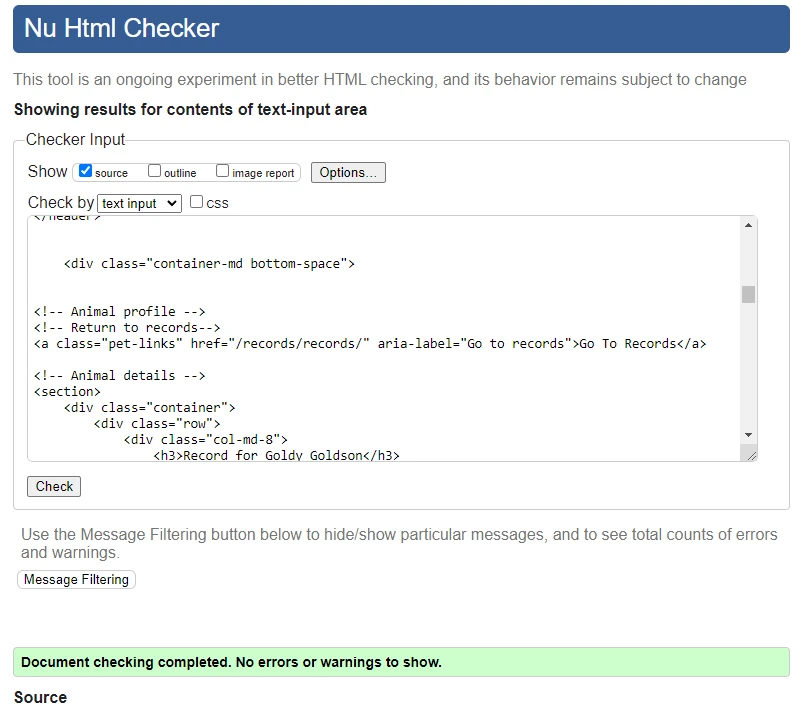 Nu Html Checker
This tool is an ongoing experiment in better HTML checking, and its behavior remains subject to change
Showing results for contents of text-input area
Checker Input
Show source outline image report Options...
Check by text input css
</header>
<div class="container-md bottom-space">
<!-- Animal profile -->
<!-- Return to records-->
<a class="pet-links" href="/records/records/" aria-label="Go to records">Go To Records</a>
<!-- Animal details -->
<section>
<div class="container">
<div class="row">
<div class="col-md-8">
<h3>Record for Goldy Goldson</h3>
Check
Use the Message Filtering button below to hide/show particular messages, and to see total counts of errors
and warnings.
Message Filtering
Document checking completed. No errors or warnings to show.
Source